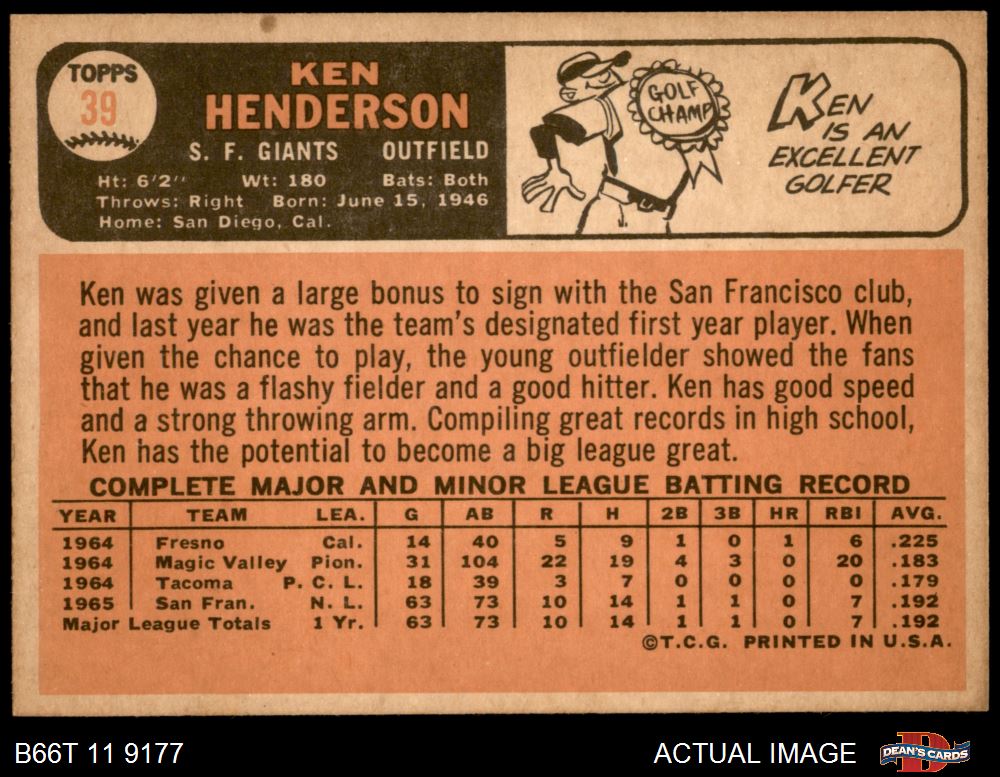 TOPPS
39
KEN
HENDERSON
S. F. GIANTS OUTFIELD
Ht: 6'2" Wt: 180 Bats: Both
Throws: Right Born: June 15, 1946
Home: San Diego, Cal.
GOLF
CHAMP
KEN
IS AN
EXCELLENT
GOLFER
Ken was given a large bonus to sign with the San Francisco club,
and last year he was the team's designated first year player. When
given the chance to play, the young outfielder showed the fans
that he was a flashy fielder and a good hitter. Ken has good speed
and a strong throwing arm. Compiling great records in high school,
Ken has the potential to become a big league great.
COMPLETE MAJOR AND MINOR LEAGUE BATTING RECORD
YEAR TEAM LEA. G AB R H 2B 3B HR RBI AVG.
1964 Fresno Cal. 14 40 5 9 1 0 1 6 .225
1964 Magic Valley Pion. 31 104 22 19 4 3 0 20 .183
1964 Tacoma P. C. L. 18 39 3 7 0 0 0 0 .179
1965 San Fran. N. L. 63 73 10 14 1 1 0 7 .192
Major League Totals 1 Yr. 63 73 10 14 1 1 0 7 .192
©T.C.G. PRINTED IN U.S.A.
B66T 11 9177
ACTUAL IMAGE
DEAN'S CARDS